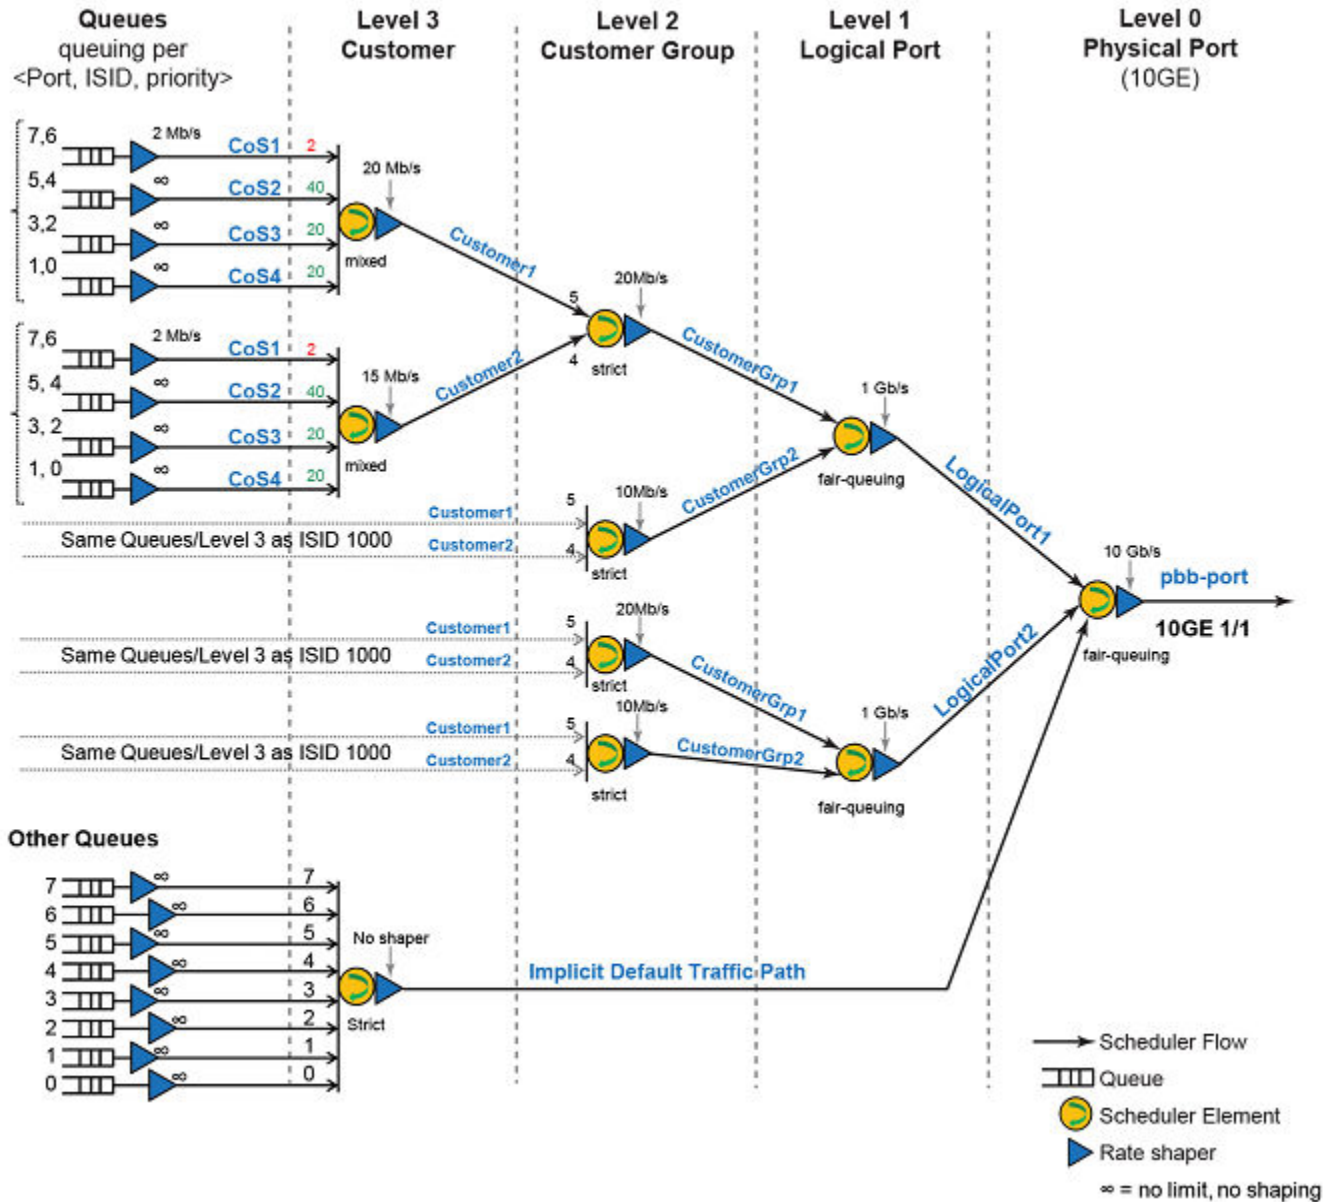 Queues
queuing per
<Port, ISID, priority>
Level 3
Customer
Level 2
Customer Group
Level 1
Logical Port
Level 0
Physical Port
(10GE)
7,6
2 Mb/s
CoS1
2
5,4
∞
CoS2
40
3,2
∞
CoS3
20
1,0
∞
CoS4
20
20 Mb/s
mixed
Customer1
7,6
2 Mb/s
CoS1
2
5, 4
∞
CoS2
40
3, 2
∞
CoS3
20
1, 0
∞
CoS4
20
15 Mb/s
mixed
Customer2
5
4
20Mb/s
strict
CustomerGrp1
Customer1
5
Same Queues/Level 3 as ISID 1000
Customer2
4
10Mb/s
strict
CustomerGrp2
1 Gb/s
fair-queuing
LogicalPort1
Customer1
5
Same Queues/Level 3 as ISID 1000
Customer2
4
20Mb/s
strict
CustomerGrp1
Customer1
5
Same Queues/Level 3 as ISID 1000
Customer2
4
10Mb/s
strict
CustomerGrp2
1 Gb/s
fair-queuing
LogicalPort2
10 Gb/s
pbb-port
10GE 1/1
fair-queuing
Other Queues
7
∞
7
6
∞
6
5
∞
5
4
∞
4
3
∞
3
2
∞
2
1
∞
1
0
∞
0
No shaper
Strict
Implicit Default Traffic Path
Scheduler Flow
Queue
Scheduler Element
Rate shaper
∞ = no limit, no shaping